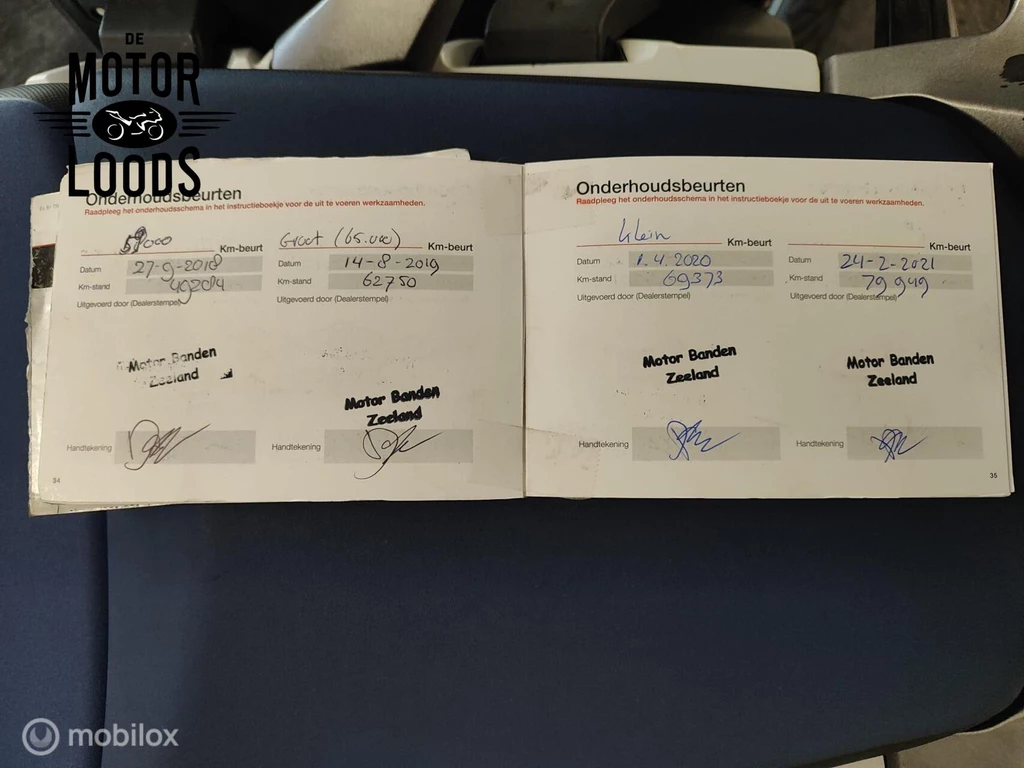 DE
MOTOR
LOODS
Onderhoudsbeurten
Raadpleeg het onderhoudsschema in het instructieboekje voor de uit te voeren werkzaamheden.
Km-beurt
Datum 27-9-2018
Km-stand 49284
Uitgevoerd door (Dealerstempel)
Motor Banden
Zeeland
Handtekening
34
Groot (65.000) Km-beurt
Datum 14-8-2019
Km-stand 62750
Uitgevoerd door (Dealerstempel)
Motor Banden
Zeeland
Handtekening
Onderhoudsbeurten
Raadpleeg het onderhoudsschema in het instructieboekje voor de uit te voeren werkzaamheden.
Klein Km-beurt
Datum 1.4.2020
Km-stand 69373
Uitgevoerd door (Dealerstempel)
Motor Banden
Zeeland
Handtekening
Km-beurt
Datum 24-2-2021
Km-stand 79949
Uitgevoerd door (Dealerstempel)
Motor Banden
Zeeland
Handtekening
35
mobilox